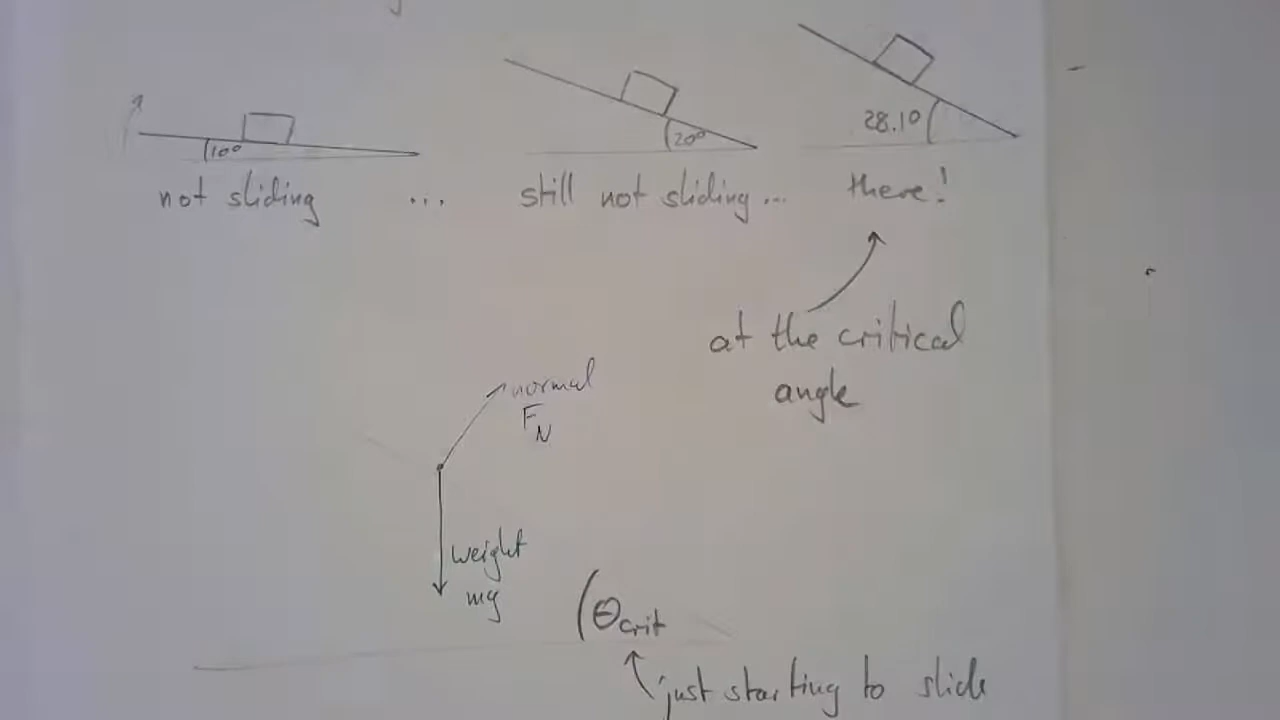 10° 20° 28.1°
not sliding ... still not sliding ... there!
at the critical
angle
normal
F_N
weight
mg
θcrit
just starting to slide